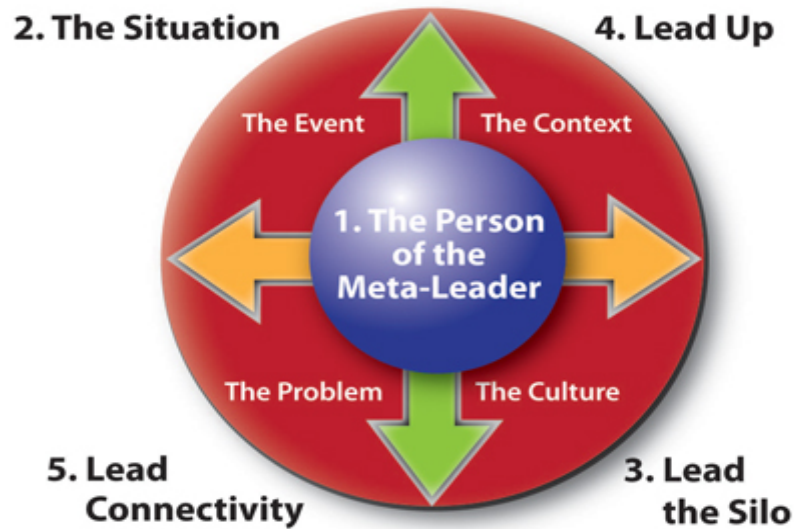 2. The Situation
4. Lead Up
The Event
The Context
1. The Person
of the
Meta-Leader
The Problem
The Culture
5. Lead
Connectivity
3. Lead
the Silo